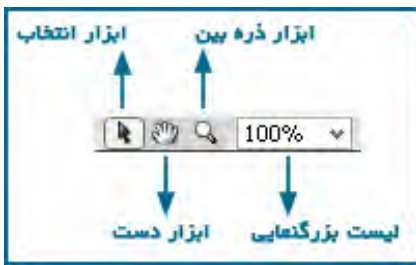 ابزار انتخاب
ابزار ذره بین
100%
ابزار دست
لیست بزرگنمایی